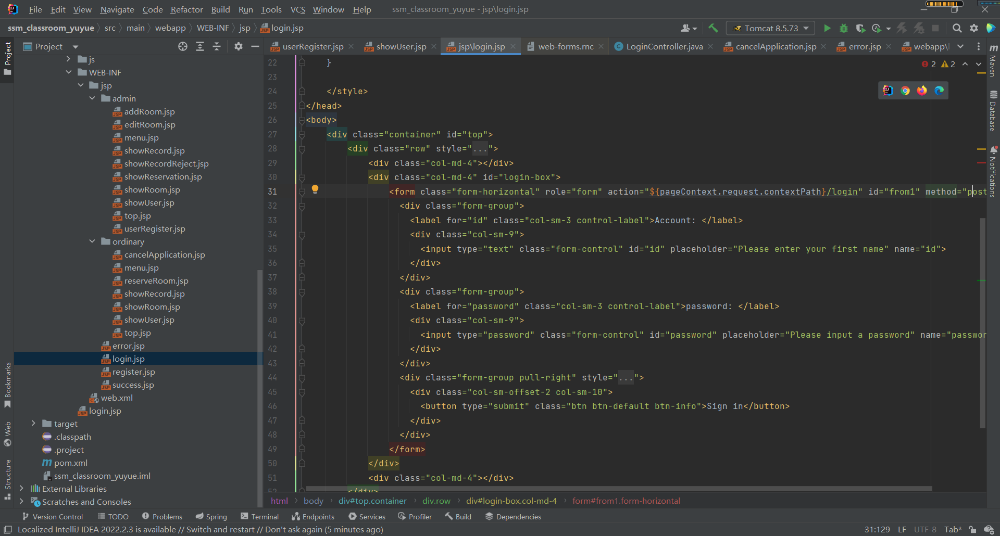 File Edit View Navigate Code Refactor Build Run Tools VCS Window Help ssm_classroom_yuyue - jsp\login.jsp
ssm_classroom_yuyue src main webapp WEB-INF jsp login.jsp Tomcat 8.5.73
Project
userRegister.jsp showUser.jsp jsp\login.jsp web-forms.rnc LoginController.java cancelApplication.jsp error.jsp webapp\l
Project
js
WEB-INF
jsp
admin
addRoom.jsp
editRoom.jsp
menu.jsp
showRecord.jsp
showRecordReject.jsp
showReservation.jsp
showRoom.jsp
showUser.jsp
top.jsp
userRegister.jsp
ordinary
cancelApplication.jsp
menu.jsp
reserveRoom.jsp
showRecord.jsp
showRoom.jsp
showUser.jsp
top.jsp
error.jsp
login.jsp
register.jsp
success.jsp
web.xml
login.jsp
target
.classpath
.project
pom.xml
ssm_classroom_yuyue.iml
External Libraries
Scratches and Consoles
Bookmarks
Web
Structure
2 2
22 }
23
24 </style>
25 </head>
26 <body>
27 <div class="container" id="top">
28 <div class="row" style="...">
29 <div class="col-md-4"></div>
30 <div class="col-md-4" id="login-box">
31 <form class="form-horizontal" role="form" action="${pageContext.request.contextPath}/login" id="from1" method="post
32 <div class="form-group">
33 <label for="id" class="col-sm-3 control-label">Account: </label>
34 <div class="col-sm-9">
35 <input type="text" class="form-control" id="id" placeholder="Please enter your first name" name="id">
36 </div>
37 </div>
38 <div class="form-group">
39 <label for="password" class="col-sm-3 control-label">password: </label>
40 <div class="col-sm-9">
41 <input type="password" class="form-control" id="password" placeholder="Please input a password" name="passwor
42 </div>
43 </div>
44 <div class="form-group pull-right" style="...">
45 <div class="col-sm-offset-2 col-sm-10">
46 <button type="submit" class="btn btn-default btn-info">Sign in</button>
47 </div>
48 </div>
49 </form>
50 </div>
51 <div class="col-md-4"></div>
52 </div>
Maven
Database
Notifications
html body div#top.container div.row div#login-box.col-md-4 form#from1.form-horizontal
Version Control TODO Problems Spring Terminal Endpoints Services Profiler Build Dependencies
Localized IntelliJ IDEA 2022.2.3 is available // Switch and restart // Don't ask again (5 minutes ago) 31:129 LF UTF-8 Tab*